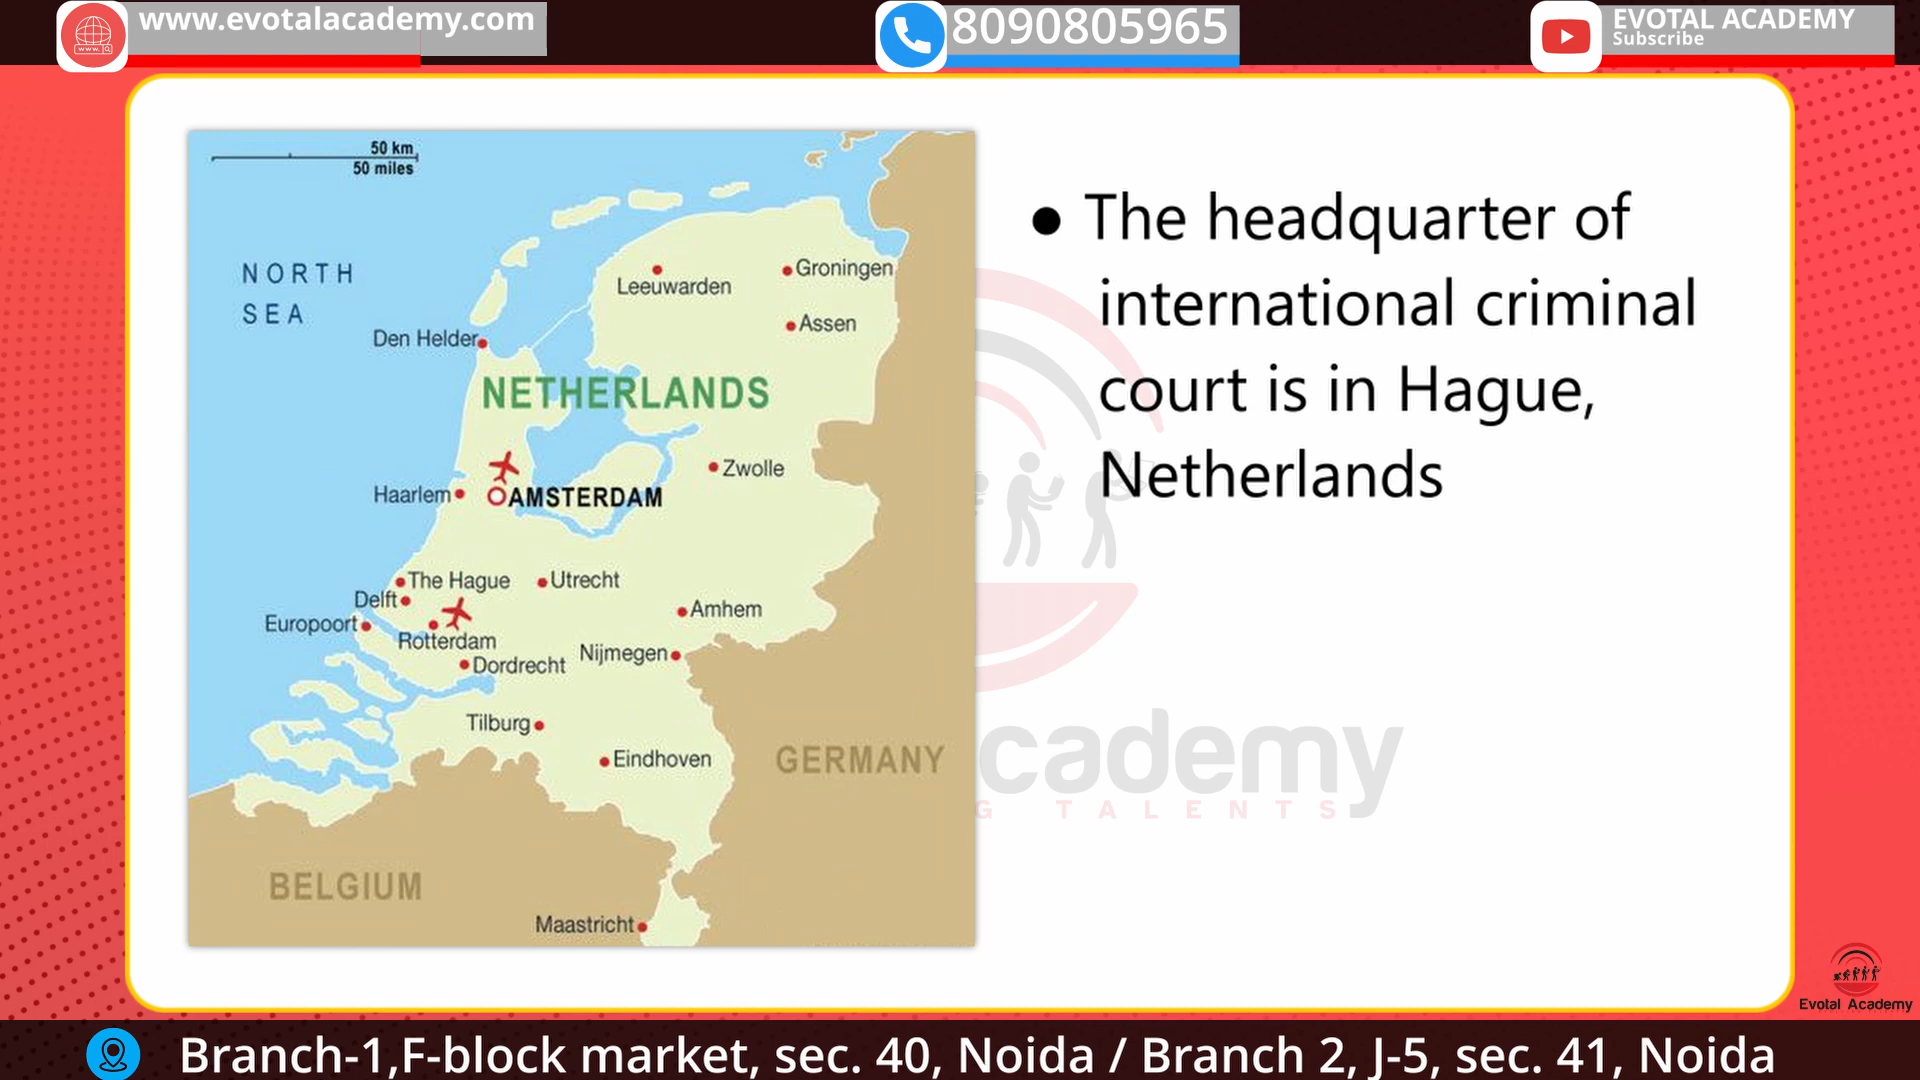 www.evotalacademy.com
8090805965
EVOTAL ACADEMY
Subscribe
50 km
50 miles
NORTH
SEA
Leeuwarden
Groningen
Assen
Den Helder
NETHERLANDS
Zwolle
Haarlem
AMSTERDAM
The Hague
Utrecht
Delft
Amhem
Europoort
Rotterdam
Nijmegen
Dordrecht
Tilburg
Eindhoven
GERMANY
BELGIUM
Maastricht
● The headquarter of
international criminal
court is in Hague,
Netherlands
cademy
G TALENTS
Evotal Academy
Branch-1,F-block market, sec. 40, Noida / Branch 2, J-5, sec. 41, Noida